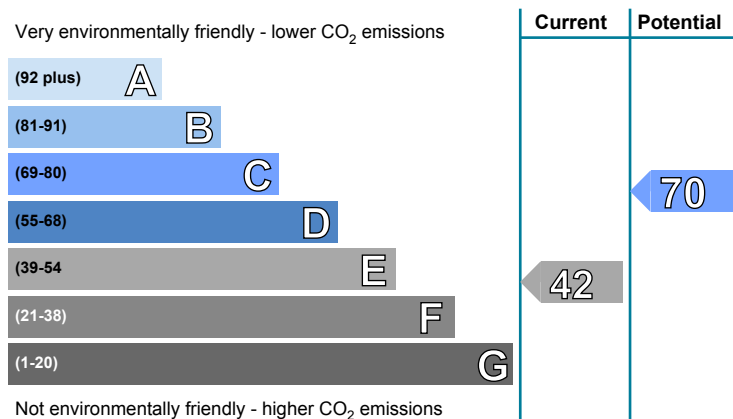 Current Potential
Very environmentally friendly - lower CO2 emissions
(92 plus) A
(81-91) B
(69-80) C
70
(55-68) D
(39-54 E
42
(21-38) F
(1-20) G
Not environmentally friendly - higher CO2 emissions